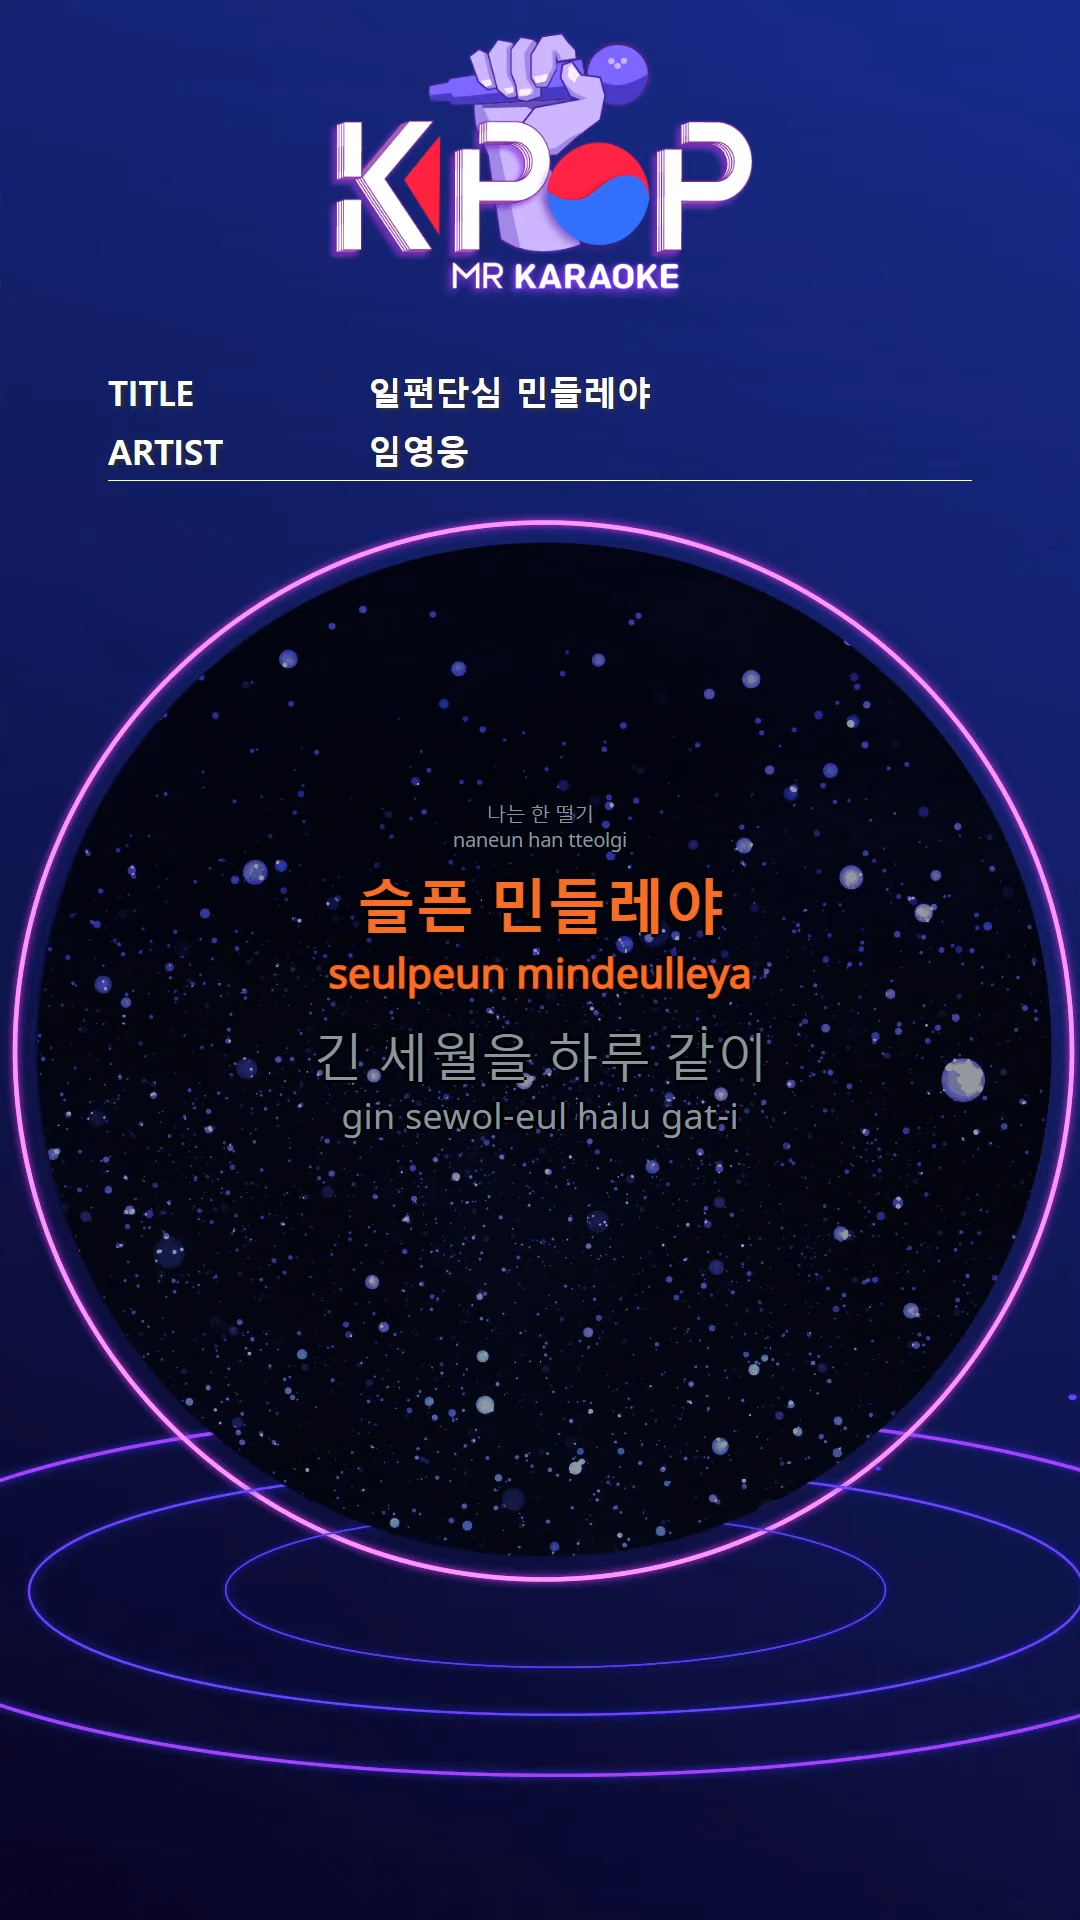 KPOP
MR KARAOKE
TITLE 일편단심 민들레야
ARTIST 임영웅
나는 한 떨기
naneun han tteolgi
슬픈 민들레야
seulpeun mindeulleya
긴 세월을 하루 같이
gin sewol-eul halu gat-i